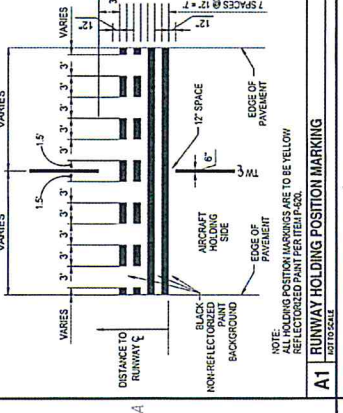 VARIES
VARIES
VARIES
VARIES
3' 3' 3' 3' 3' 3' 3' 3'
1.5' 1.5'
12"
12"
3
7 SPACES @ 12" = 7'
12" SPACE
6"
TW ℄
EDGE OF
PAVEMENT
EDGE OF
PAVEMENT
AIRCRAFT
HOLDING
SIDE
DISTANCE TO
RUNWAY ℄
BLACK
NON-REFLECTORIZED
PAINT
BACKGROUND
NOTE:
ALL HOLDING POSITION MARKINGS ARE TO BE YELLOW
REFLECTORIZED PAINT PER ITEM P-620.
A1 RUNWAY HOLDING POSITION MARKING
NOT TO SCALE
A